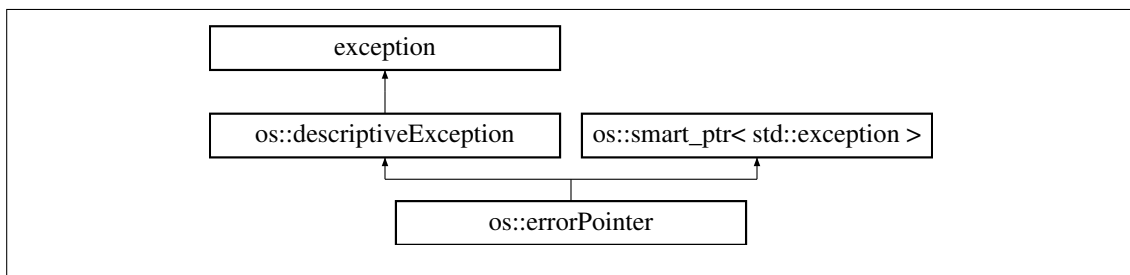 exception
os::descriptiveException
os::smart_ptr< std::exception >
os::errorPointer